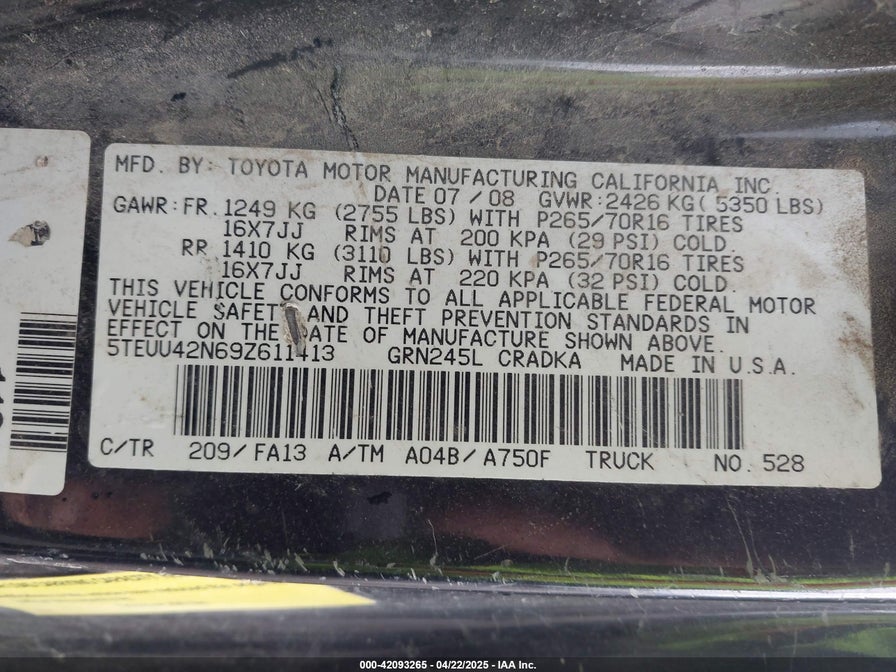 MFD. BY: TOYOTA MOTOR MANUFACTURING CALIFORNIA INC.
DATE 07/08 GVWR:2426 KG( 5350 LBS)
GAWR: FR. 1249 KG (2755 LBS) WITH P265/70R16 TIRES
16X7JJ RIMS AT 200 KPA (29 PSI) COLD.
RR 1410 KG (3110 LBS) WITH P265/70R16 TIRES
16X7JJ RIMS AT 220 KPA (32 PSI) COLD.
THIS VEHICLE CONFORMS TO ALL APPLICABLE FEDERAL MOTOR
VEHICLE SAFETY AND THEFT PREVENTION STANDARDS IN
EFFECT ON THE DATE OF MANUFACTURE SHOWN ABOVE.
5TEUU42N69Z611413 GRN245L CRADKA MADE IN U.S.A.
C/TR 209/FA13 A/TM A04B/A750F TRUCK NO. 528
000-42093265 - 04/22/2025 - IAA Inc.